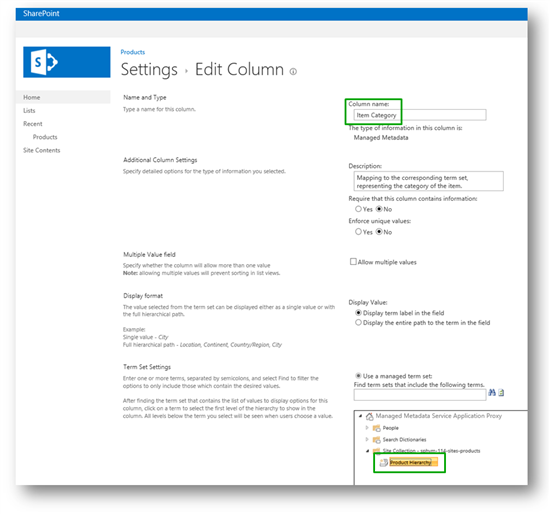 SharePoint
Products
Settings › Edit Column
Home
Lists
Recent
Products
Site Contents
Name and Type
Type a name for this column.
Column name:
Item Category
The type of information in this column is:
Managed Metadata
Additional Column Settings
Specify detailed options for the type of information you selected.
Description:
Mapping to the corresponding term set,
representing the category of the item.
Require that this column contains information:
Yes No
Enforce unique values:
Yes No
Multiple Value field
Specify whether the column will allow more than one value
Note: allowing multiple values will prevent sorting in list views.
Allow multiple values
Display format
The value selected from the term set can be displayed either as a single value or with
the full hierarchical path.
Example:
Single value - City
Full hierarchical path - Location, Continent, Country/Region, City
Display Value:
Display term label in the field
Display the entire path to the term in the field
Term Set Settings
Enter one or more terms, separated by semicolons, and select Find to filter
the options to only include those which contain the desired values.
After finding the term set that contains the list of values to display options for this
column, click on a term to select the first level of the hierarchy to show in the
column. All levels below the term you select will be seen when users choose a value.
Use a managed term set:
Find term sets that include the following terms.
Managed Metadata Service Application Proxy
People
Search Dictionaries
Site Collection - -sites-products
Product Hierarchy